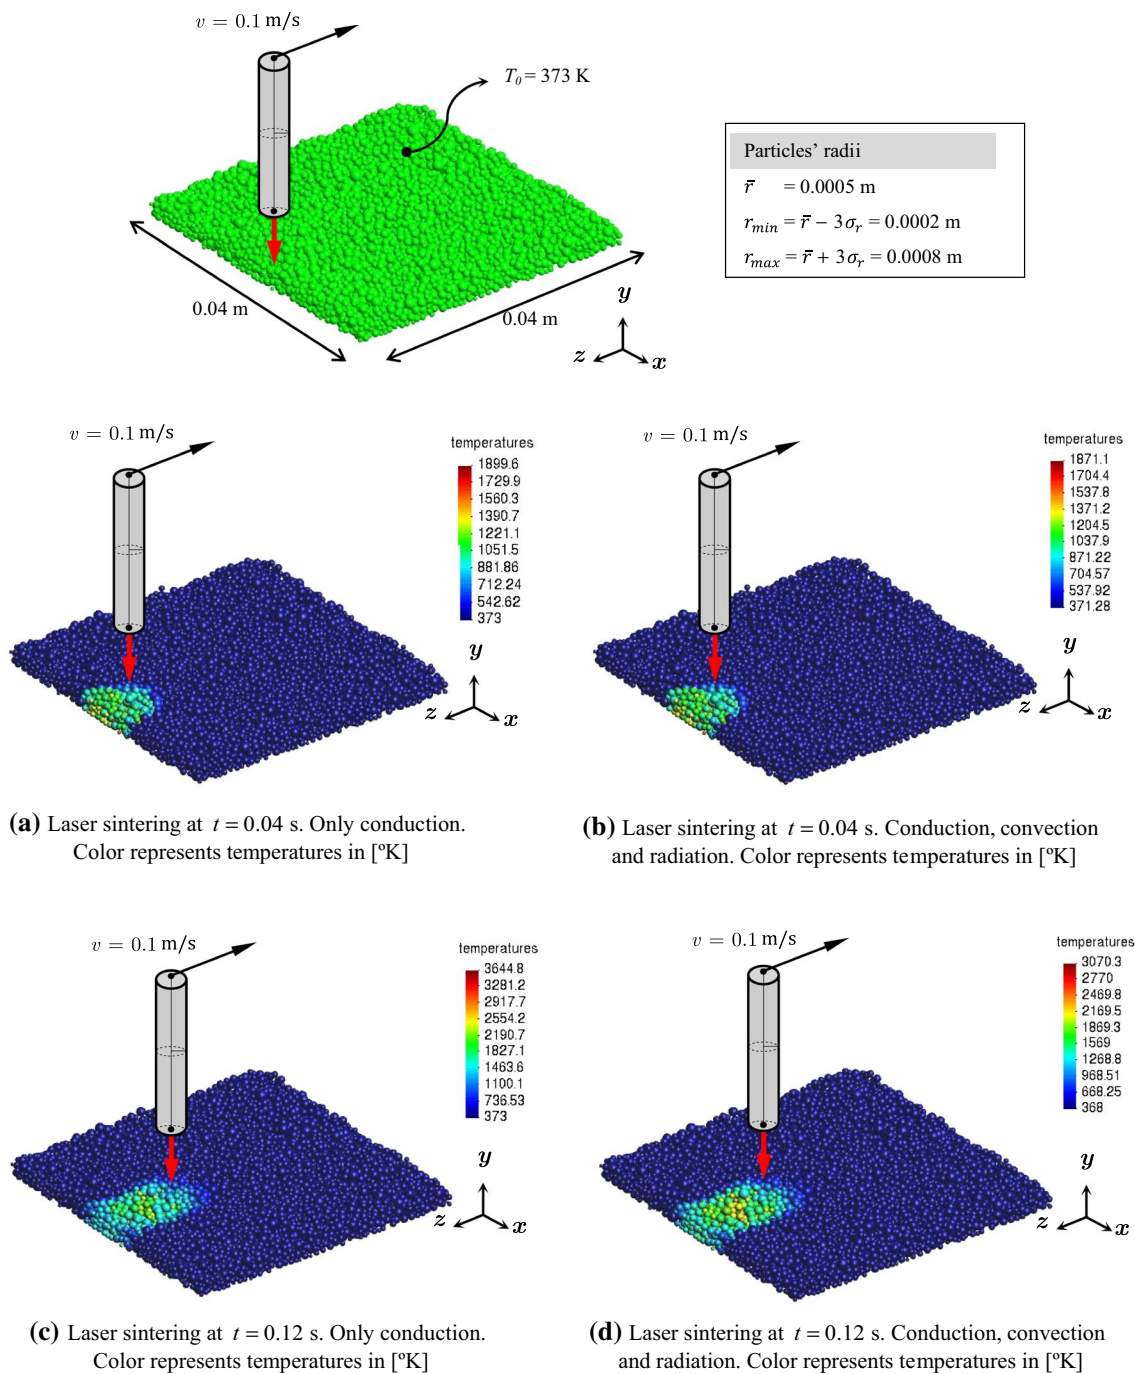 v = 0.1 m/s
T₀ = 373 K
Particles' radii
r̄ = 0.0005 m
r_min = r̄ − 3σ_r = 0.0002 m
r_max = r̄ + 3σ_r = 0.0008 m
0.04 m
0.04 m
y
z
x
v = 0.1 m/s
temperatures
1899.6
1729.9
1560.3
1390.7
1221.1
1051.5
881.86
712.24
542.62
373
y
z
x
v = 0.1 m/s
temperatures
1871.1
1704.4
1537.8
1371.2
1204.5
1037.9
871.22
704.57
537.92
371.28
y
z
x
(a) Laser sintering at t = 0.04 s. Only conduction.
Color represents temperatures in [ºK]
(b) Laser sintering at t = 0.04 s. Conduction, convection
and radiation. Color represents temperatures in [ºK]
v = 0.1 m/s
temperatures
3644.8
3281.2
2917.7
2554.2
2190.7
1827.1
1463.6
1100.1
736.53
373
y
z
x
v = 0.1 m/s
temperatures
3070.3
2770
2469.8
2169.5
1869.3
1569
1268.8
968.51
668.25
368
y
z
x
(c) Laser sintering at t = 0.12 s. Only conduction.
Color represents temperatures in [ºK]
(d) Laser sintering at t = 0.12 s. Conduction, convection
and radiation. Color represents temperatures in [ºK]